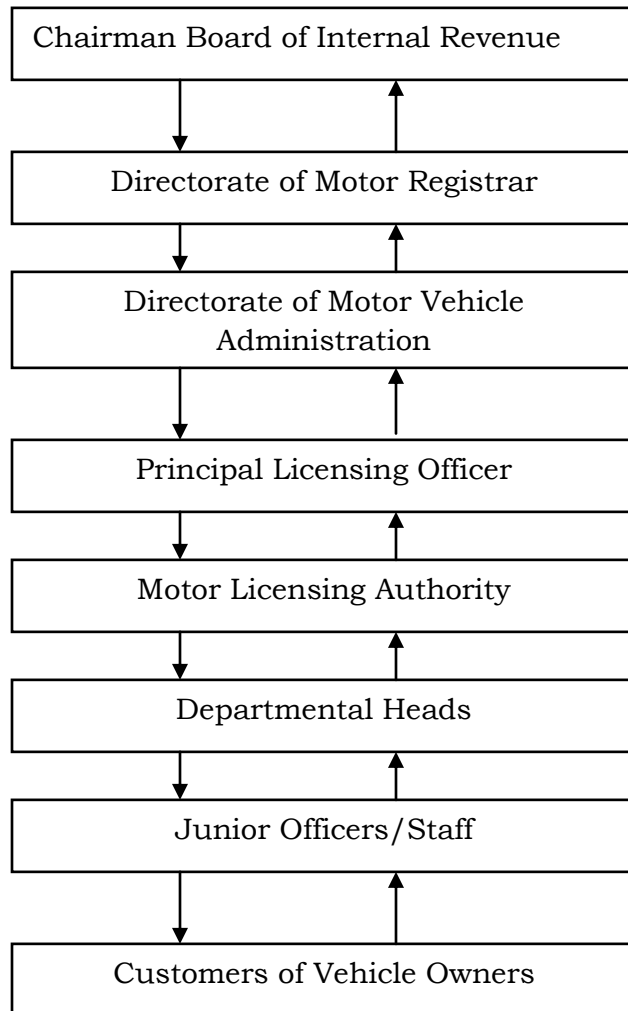 Chairman Board of Internal Revenue
Directorate of Motor Registrar
Directorate of Motor Vehicle
Administration
Principal Licensing Officer
Motor Licensing Authority
Departmental Heads
Junior Officers/Staff
Customers of Vehicle Owners